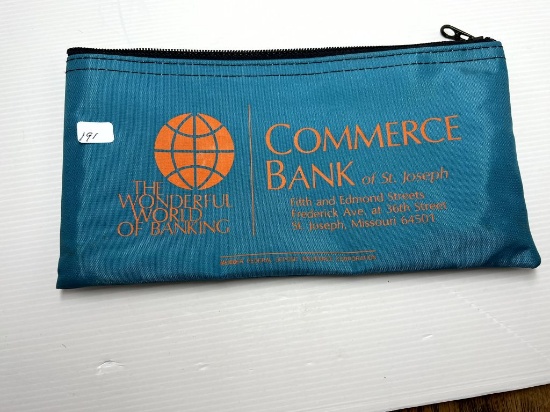 191
THE
WONDERFUL
WORLD
OF BANKING
COMMERCE
BANK of St. Joseph
Fifth and Edmond Streets
Frederick Ave. at 36th Street
St. Joseph, Missouri 64501